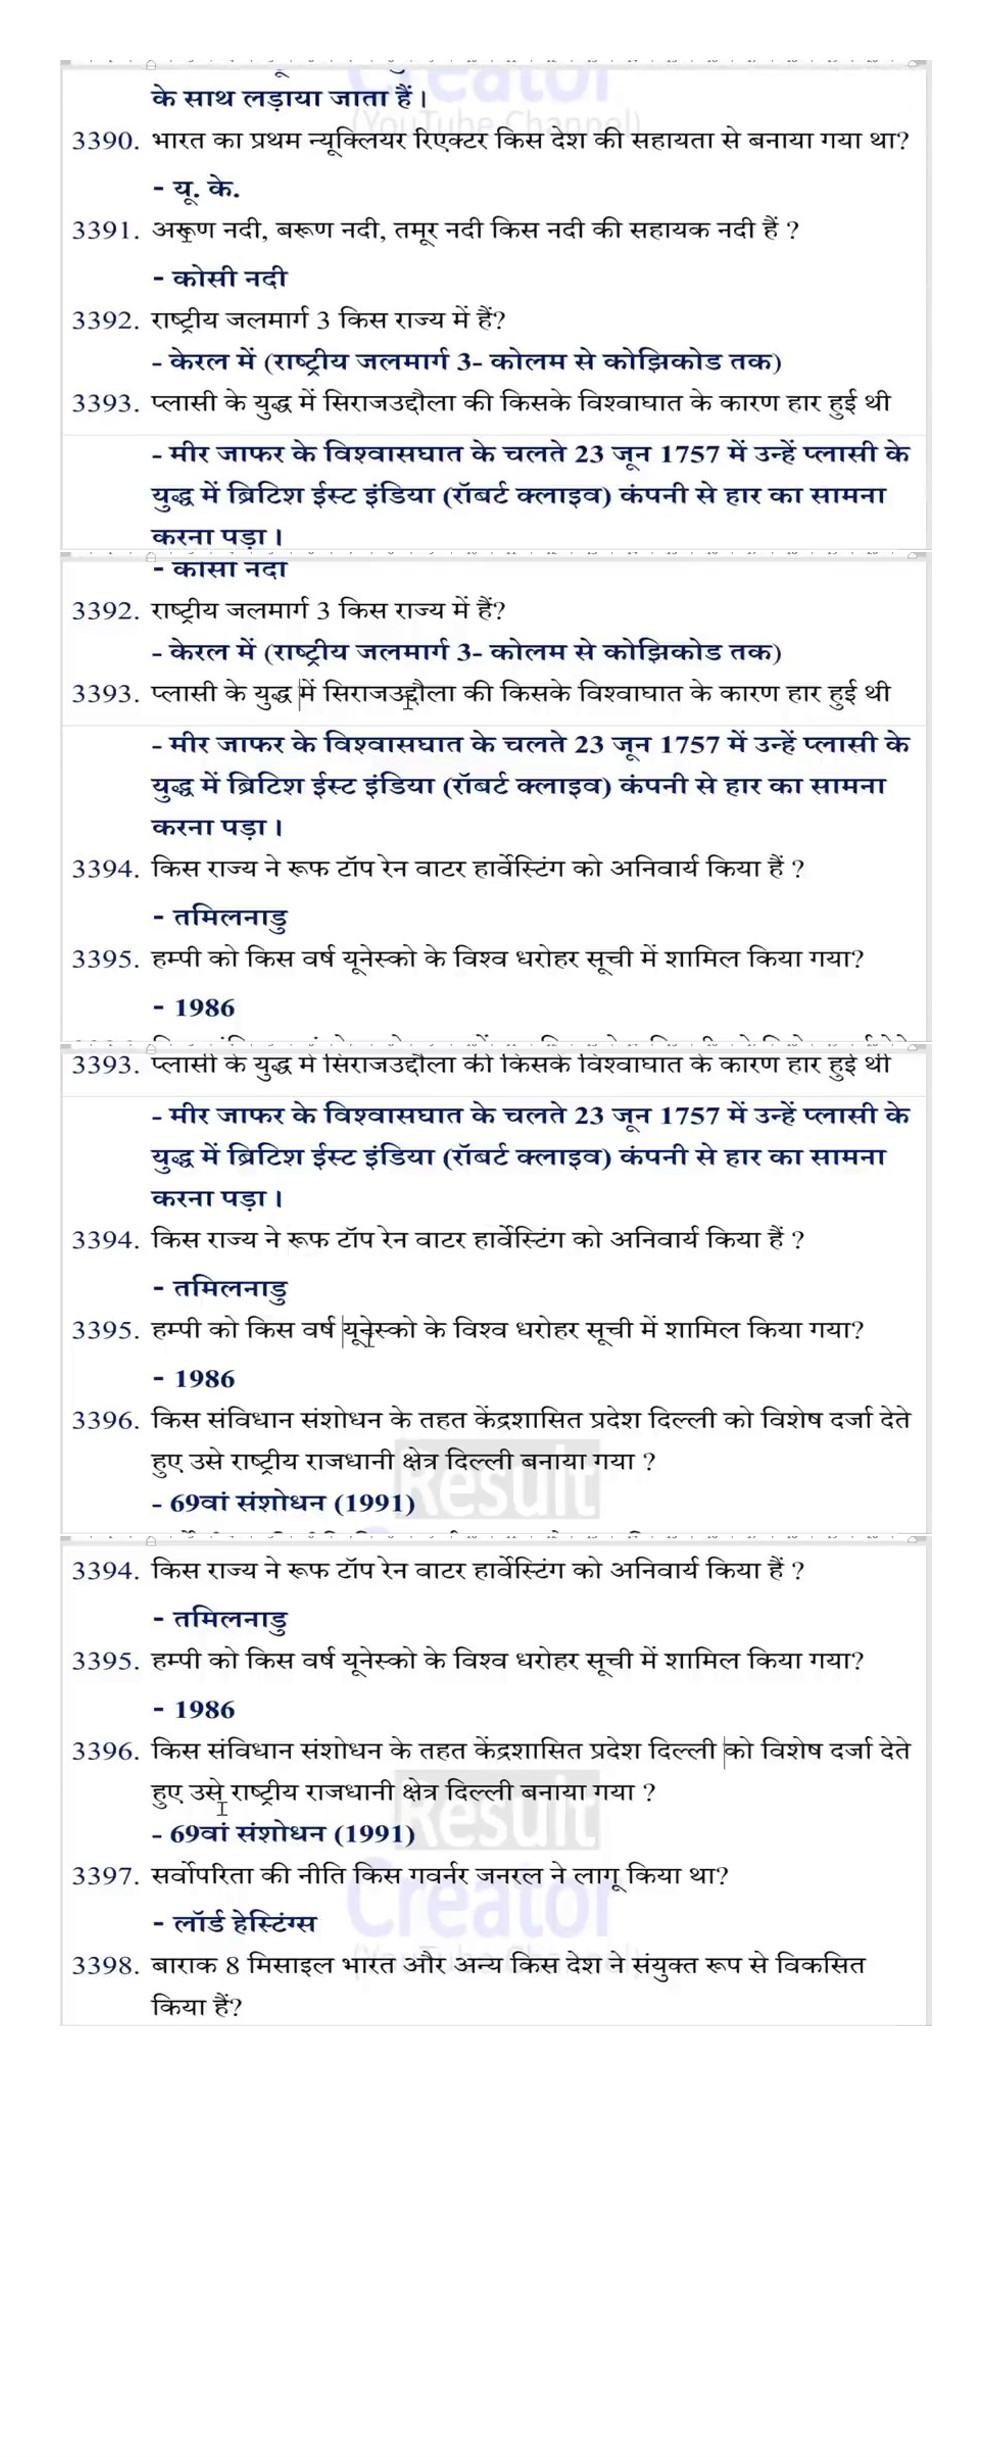 Creator
के साथ लड़ाया जाता हैं।
(YouTube Channel)
3390. भारत का प्रथम न्यूक्लियर रिएक्टर किस देश की सहायता से बनाया गया था?
- यू. के.
3391. अरूण नदी, बरूण नदी, तमूर नदी किस नदी की सहायक नदी हैं ?
- कोसी नदी
3392. राष्ट्रीय जलमार्ग 3 किस राज्य में हैं?
- केरल में (राष्ट्रीय जलमार्ग 3- कोलम से कोझिकोड तक)
3393. प्लासी के युद्ध में सिराजउद्दौला की किसके विश्वाघात के कारण हार हुई थी
- मीर जाफर के विश्वासघात के चलते 23 जून 1757 में उन्हें प्लासी के
युद्ध में ब्रिटिश ईस्ट इंडिया (रॉबर्ट क्लाइव) कंपनी से हार का सामना
करना पड़ा।
- कोसी नदी
3392. राष्ट्रीय जलमार्ग 3 किस राज्य में हैं?
- केरल में (राष्ट्रीय जलमार्ग 3- कोलम से कोझिकोड तक)
3393. प्लासी के युद्ध में सिराजउद्दौला की किसके विश्वाघात के कारण हार हुई थी
- मीर जाफर के विश्वासघात के चलते 23 जून 1757 में उन्हें प्लासी के
युद्ध में ब्रिटिश ईस्ट इंडिया (रॉबर्ट क्लाइव) कंपनी से हार का सामना
करना पड़ा।
3394. किस राज्य ने रूफ टॉप रेन वाटर हार्वेस्टिंग को अनिवार्य किया हैं ?
- तमिलनाडु
3395. हम्पी को किस वर्ष यूनेस्को के विश्व धरोहर सूची में शामिल किया गया?
- 1986
3393. प्लासी के युद्ध में सिराजउद्दौला की किसके विश्वाघात के कारण हार हुई थी
- मीर जाफर के विश्वासघात के चलते 23 जून 1757 में उन्हें प्लासी के
युद्ध में ब्रिटिश ईस्ट इंडिया (रॉबर्ट क्लाइव) कंपनी से हार का सामना
करना पड़ा।
3394. किस राज्य ने रूफ टॉप रेन वाटर हार्वेस्टिंग को अनिवार्य किया हैं ?
- तमिलनाडु
3395. हम्पी को किस वर्ष यूनेस्को के विश्व धरोहर सूची में शामिल किया गया?
- 1986
3396. किस संविधान संशोधन के तहत केंद्रशासित प्रदेश दिल्ली को विशेष दर्जा देते
हुए उसे राष्ट्रीय राजधानी क्षेत्र दिल्ली बनाया गया ?
Result
- 69वां संशोधन (1991)
3394. किस राज्य ने रूफ टॉप रेन वाटर हार्वेस्टिंग को अनिवार्य किया हैं ?
- तमिलनाडु
3395. हम्पी को किस वर्ष यूनेस्को के विश्व धरोहर सूची में शामिल किया गया?
- 1986
3396. किस संविधान संशोधन के तहत केंद्रशासित प्रदेश दिल्ली को विशेष दर्जा देते
हुए उसे राष्ट्रीय राजधानी क्षेत्र दिल्ली बनाया गया ?
Result
- 69वां संशोधन (1991)
3397. सर्वोपरिता की नीति किस गवर्नर जनरल ने लागू किया था?
Creator
- लॉर्ड हेस्टिंग्स
(YouTube Channel)
3398. बाराक 8 मिसाइल भारत और अन्य किस देश ने संयुक्त रूप से विकसित
किया हैं?